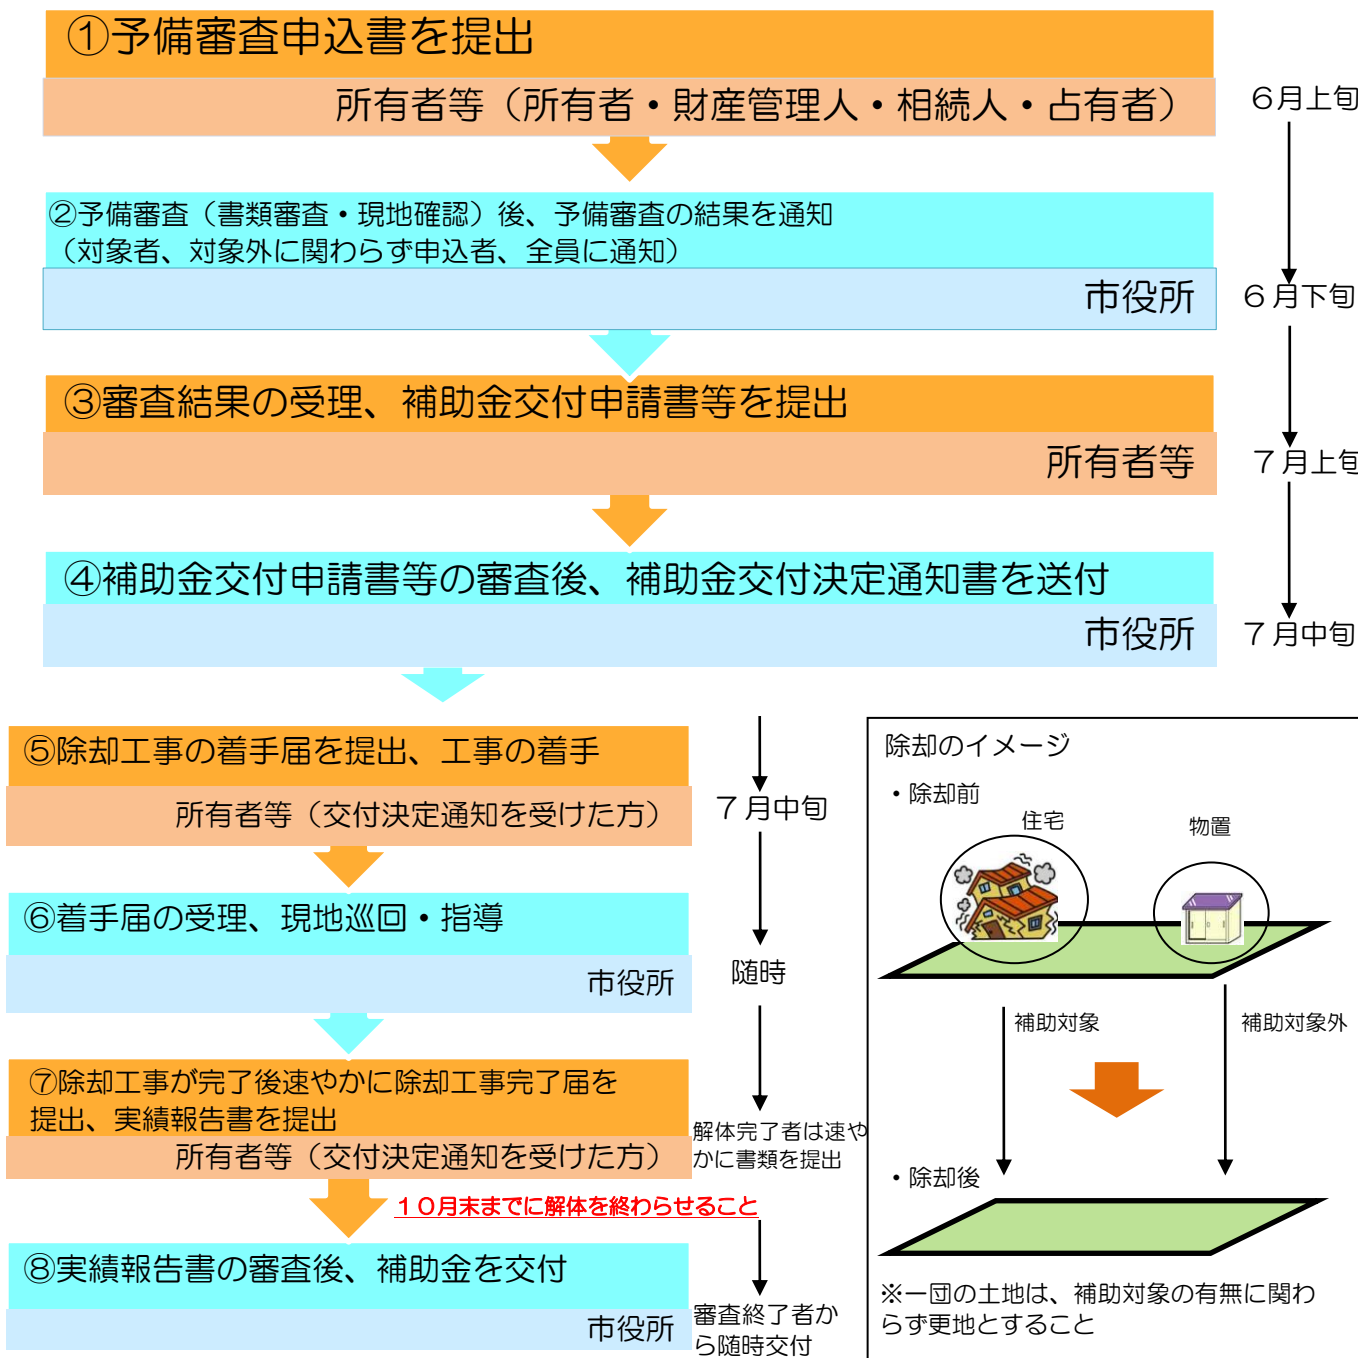 ①予備審査申込書を提出
所有者等（所有者・財産管理人・相続人・占有者）
6月上旬
②予備審査（書類審査・現地確認）後、予備審査の結果を通知
（対象者、対象外に関わらず申込者、全員に通知）
市役所
6月下旬
③審査結果の受理、補助金交付申請書等を提出
所有者等
7月上旬
④補助金交付申請書等の審査後、補助金交付決定通知書を送付
市役所
7月中旬
⑤除却工事の着手届を提出、工事の着手
所有者等（交付決定通知を受けた方）
7月中旬
⑥着手届の受理、現地巡回・指導
市役所
随時
⑦除却工事が完了後速やかに除却工事完了届を
提出、実績報告書を提出
所有者等（交付決定通知を受けた方）
解体完了者は速や
かに書類を提出
10月末までに解体を終わらせること
⑧実績報告書の審査後、補助金を交付
市役所
審査終了者か
ら随時交付
除却のイメージ
・除却前
住宅
物置
補助対象
補助対象外
・除却後
※一団の土地は、補助対象の有無に関わ
らず更地とすること